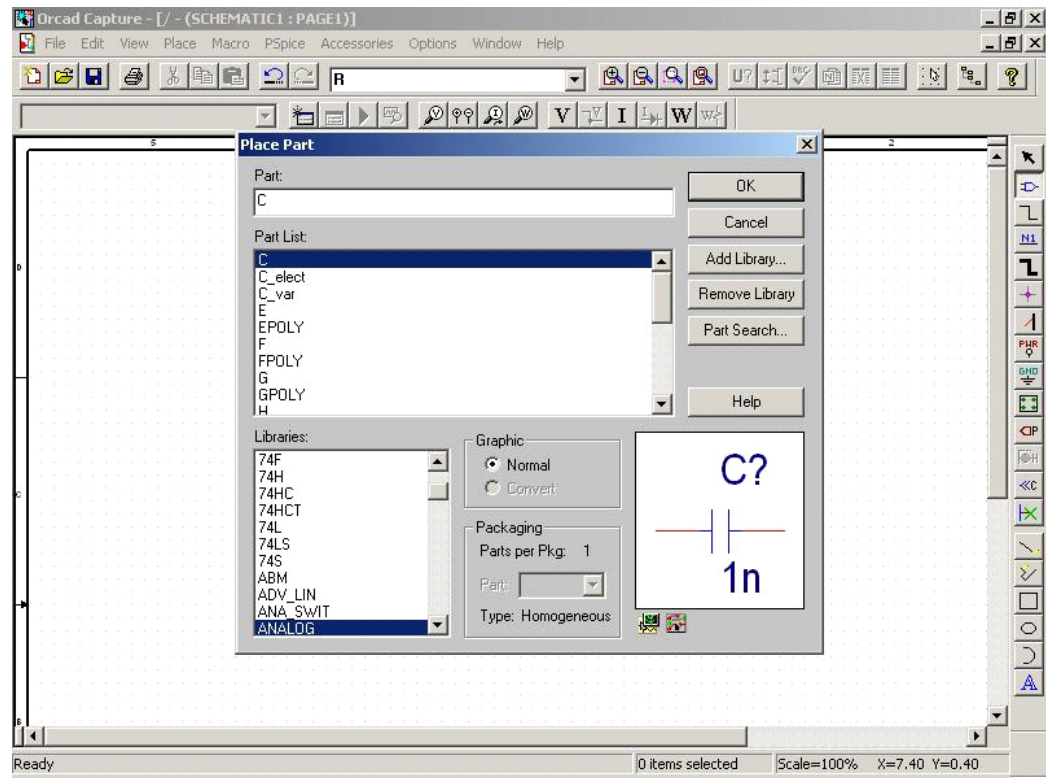 Orcad Capture - [/ - (SCHEMATIC1 : PAGE1)]
File Edit View Place Macro PSpice Accessories Options Window Help
R
U?
DRC
V I W
V V I I W W
5
2
Place Part
Part:
C
OK
Cancel
Part List:
C
C_elect
C_var
E
EPOLY
F
FPOLY
G
GPOLY
H
Add Library...
Remove Library
Part Search...
Help
Libraries:
74F
74H
74HC
74HCT
74L
74LS
74S
ABM
ADV_LIN
ANA_SWIT
ANALOG
Graphic
Normal
Convert
Packaging
Parts per Pkg: 1
Part:
Type: Homogeneous
C?
1n
D
C
B
N1
PWR
GND
P
H
C
A
Ready
0 items selected
Scale=100% X=7.40 Y=0.40